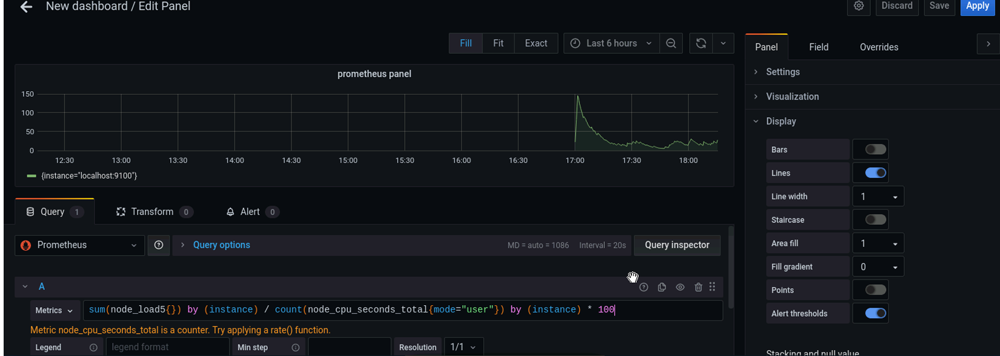 New dashboard / Edit Panel
Discard
Save
Apply
Fill
Fit
Exact
Last 6 hours
Panel
Field
Overrides
prometheus panel
150
100
50
0
12:30
13:00
13:30
14:00
14:30
15:00
15:30
16:00
16:30
17:00
17:30
18:00
{instance="localhost:9100"}
Settings
Visualization
Display
Bars
Lines
Line width
1
Staircase
Area fill
1
Fill gradient
0
Points
Alert thresholds
Stacking and null value
Query 1
Transform 0
Alert 0
Prometheus
Query options
MD = auto = 1086
Interval = 20s
Query inspector
A
Metrics
sum(node_load5{}) by (instance) / count(node_cpu_seconds_total{mode="user"}) by (instance) * 100
Metric node_cpu_seconds_total is a counter. Try applying a rate() function.
Legend
legend format
Min step
Resolution
1/1